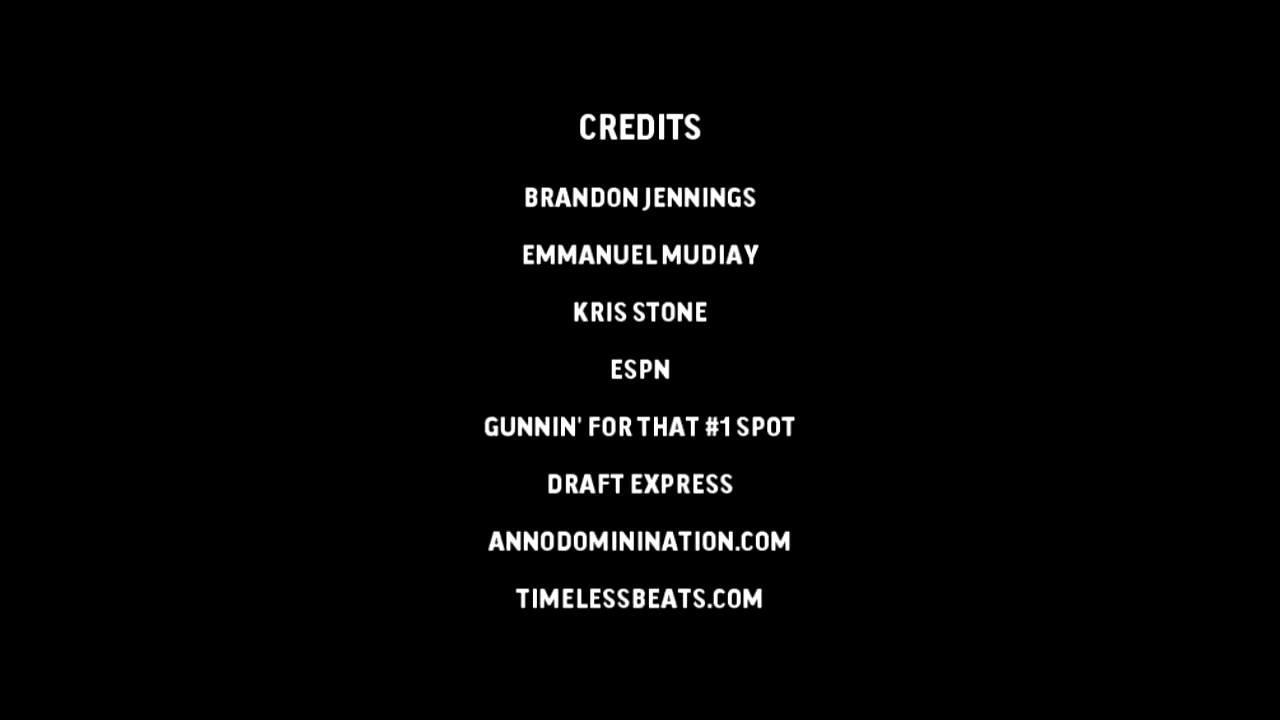 CREDITS
BRANDON JENNINGS
EMMANUEL MUDIAY
KRIS STONE
ESPN
GUNNIN' FOR THAT #1 SPOT
DRAFT EXPRESS
ANNODOMININATION.COM
TIMELESSBEATS.COM